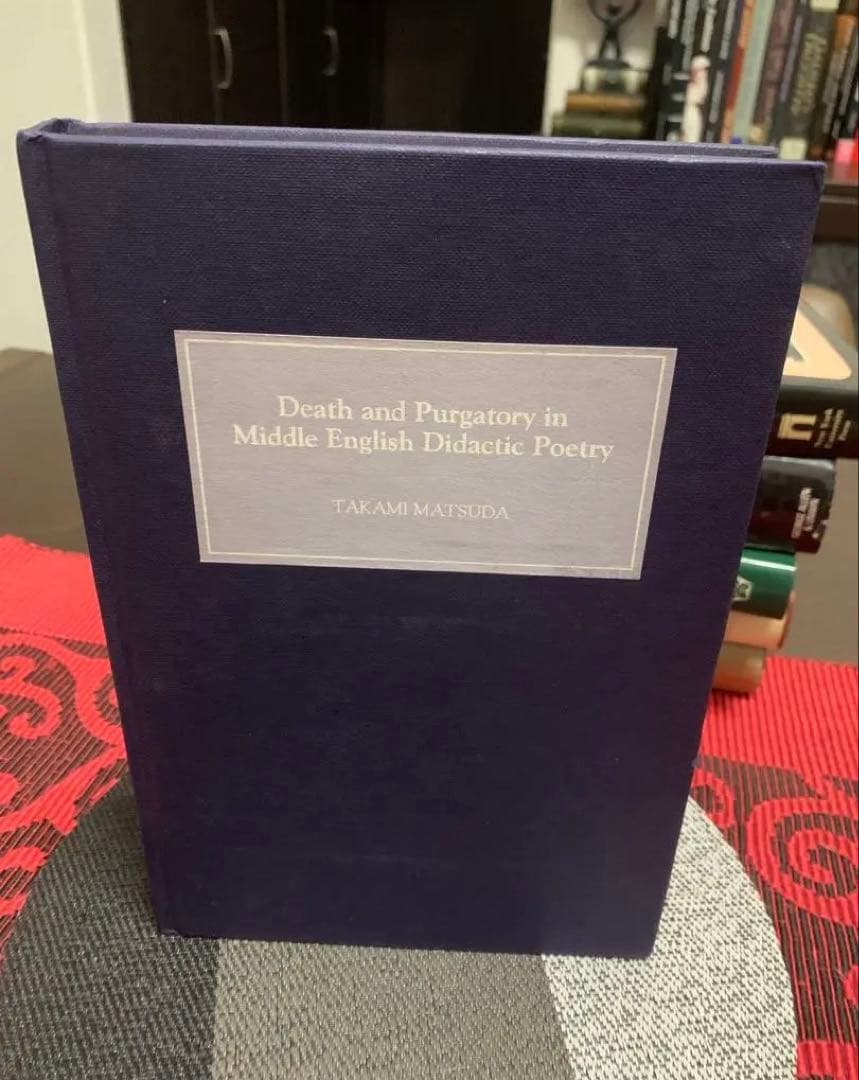 Death and Purgatory in
Middle English Didactic Poetry
TAKAMI MATSUDA